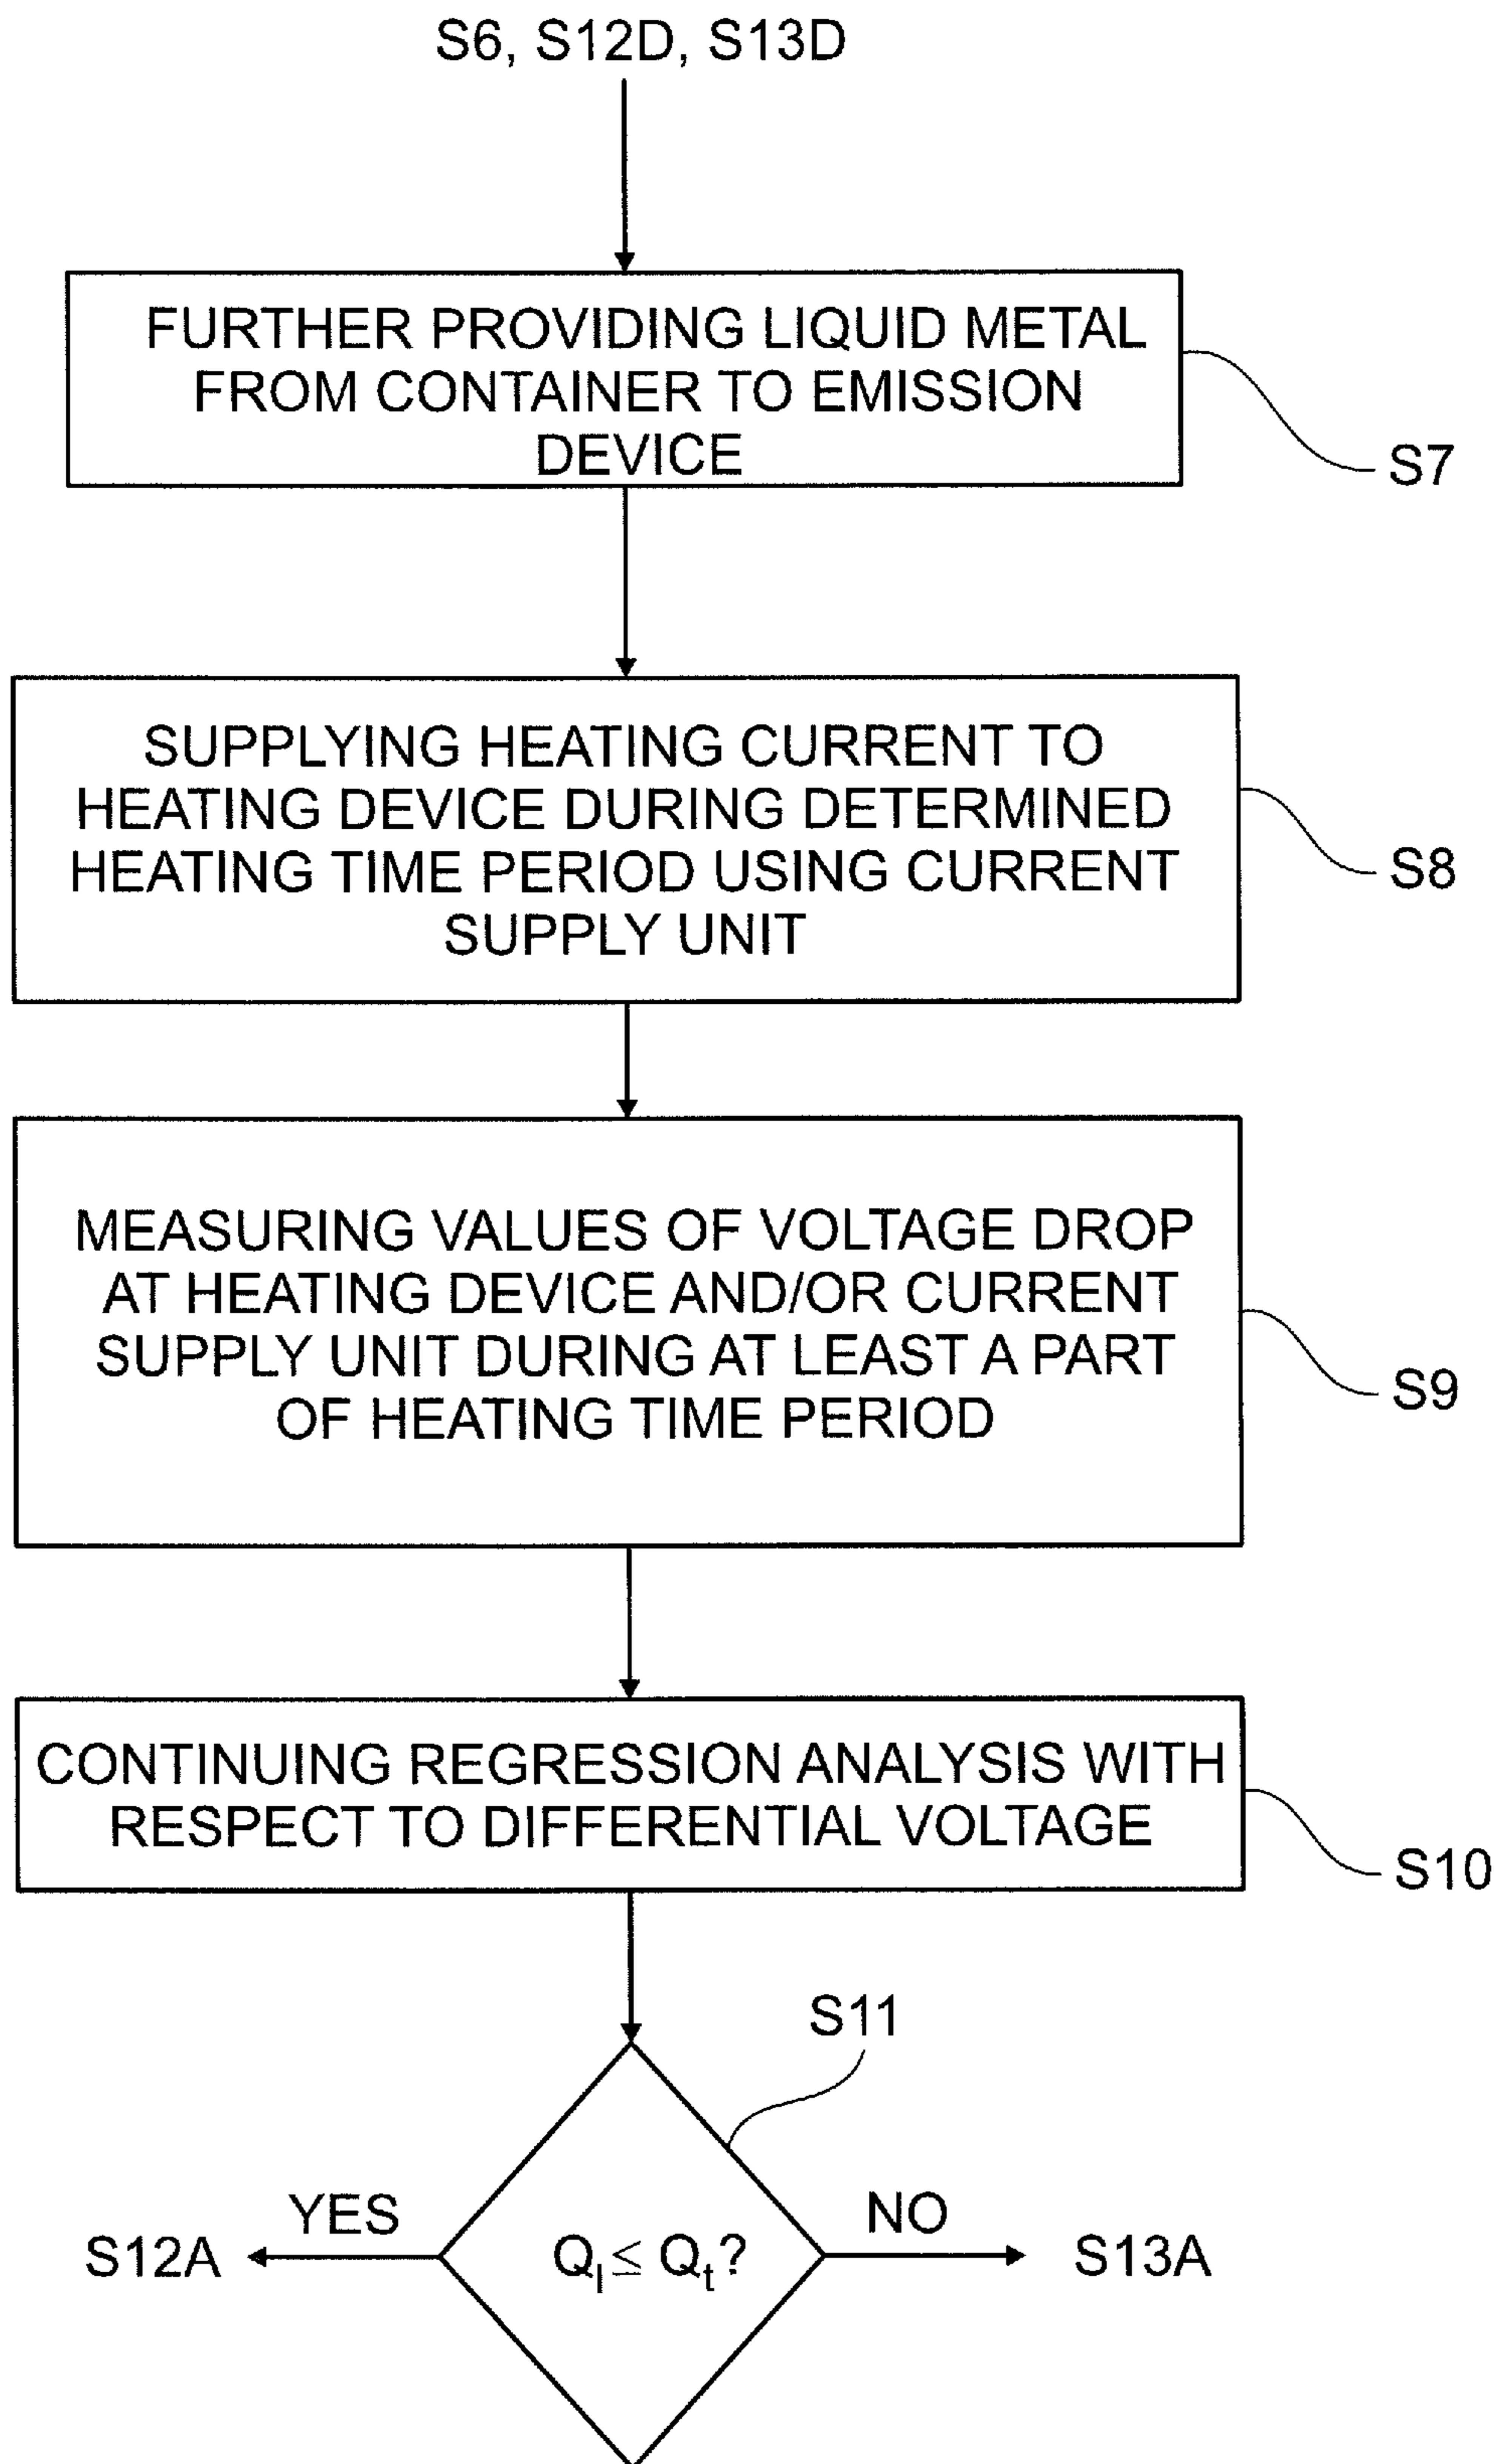 S6, S12D, S13D
FURTHER PROVIDING LIQUID METAL
FROM CONTAINER TO EMISSION
DEVICE
S7
SUPPLYING HEATING CURRENT TO
HEATING DEVICE DURING DETERMINED
HEATING TIME PERIOD USING CURRENT
SUPPLY UNIT
S8
MEASURING VALUES OF VOLTAGE DROP
AT HEATING DEVICE AND/OR CURRENT
SUPPLY UNIT DURING AT LEAST A PART
OF HEATING TIME PERIOD
S9
CONTINUING REGRESSION ANALYSIS WITH
RESPECT TO DIFFERENTIAL VOLTAGE
S10
S11
YES
NO
S12A
Ql ≤ Qt?
S13A